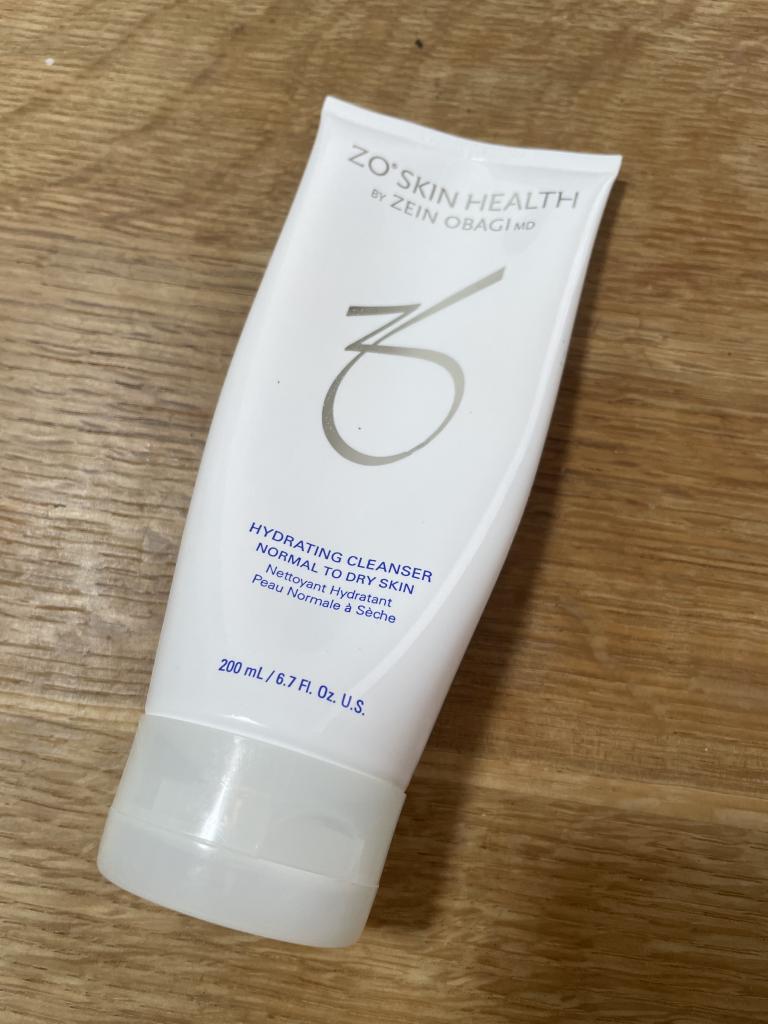 ZO® SKIN HEALTH
BY ZEIN OBAGI MD
HYDRATING CLEANSER
NORMAL TO DRY SKIN
Nettoyant Hydratant
Peau Normale à Sèche
200 mL / 6.7 Fl. Oz. U.S.